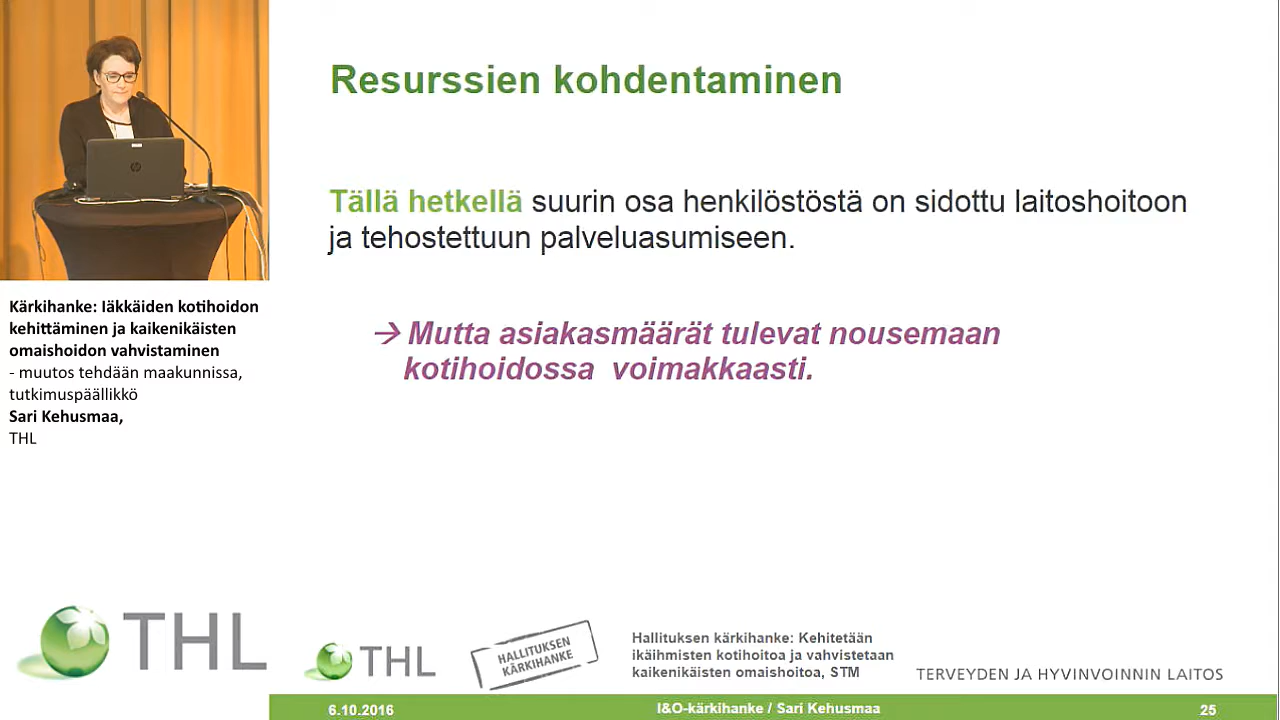 Resurssien kohdentaminen
Tällä hetkellä suurin osa henkilöstöstä on sidottu laitoshoitoon
ja tehostettuun palveluasumiseen.
→ Mutta asiakasmäärät tulevat nousemaan
kotihoidossa voimakkaasti.
Kärkihanke: Iäkkäiden kotihoidon
kehittäminen ja kaikenikäisten
omaishoidon vahvistaminen
- muutos tehdään maakunnissa,
tutkimuspäällikkö
Sari Kehusmaa,
THL
THL
THL
HALLITUKSEN
KÄRKIHANKE
Hallituksen kärkihanke: Kehitetään
ikäihmisten kotihoitoa ja vahvistetaan
kaikenikäisten omaishoitoa, STM
TERVEYDEN JA HYVINVOINNIN LAITOS
6.10.2016
I&O-kärkihanke / Sari Kehusmaa
25
hp